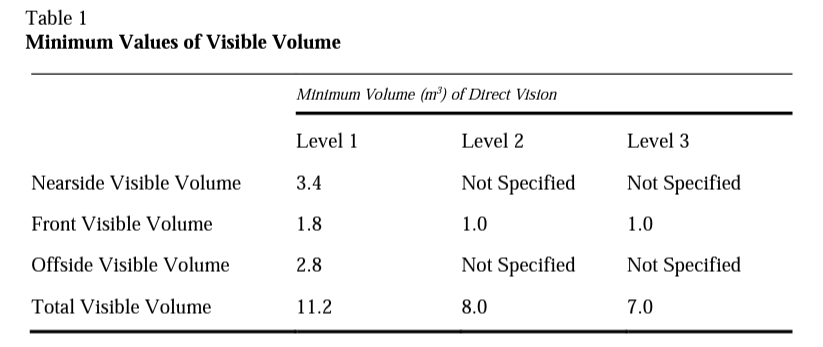 Table 1
Minimum Values of Visible Volume
Minimum Volume (m³) of Direct Vision
Level 1 Level 2 Level 3
Nearside Visible Volume 3.4 Not Specified Not Specified
Front Visible Volume 1.8 1.0 1.0
Offside Visible Volume 2.8 Not Specified Not Specified
Total Visible Volume 11.2 8.0 7.0